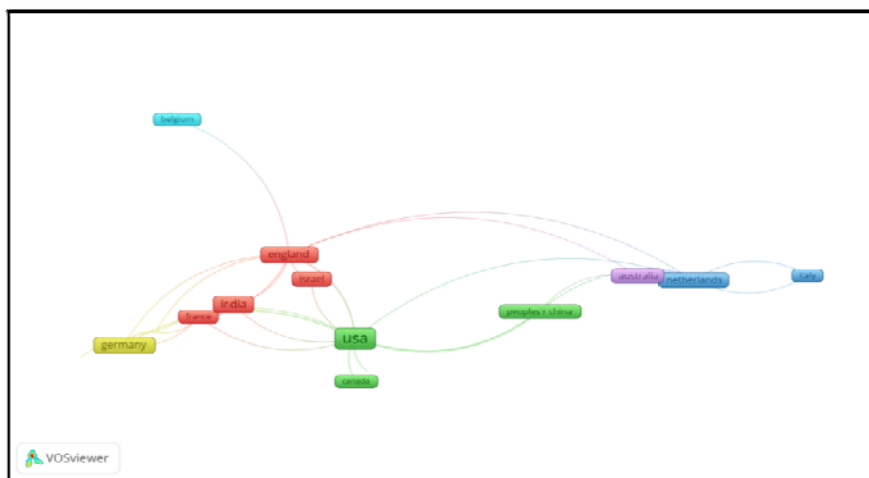 belgium
england
israel
australia
netherlands
italy
india
france
peoples r china
usa
germany
canada
VOSviewer